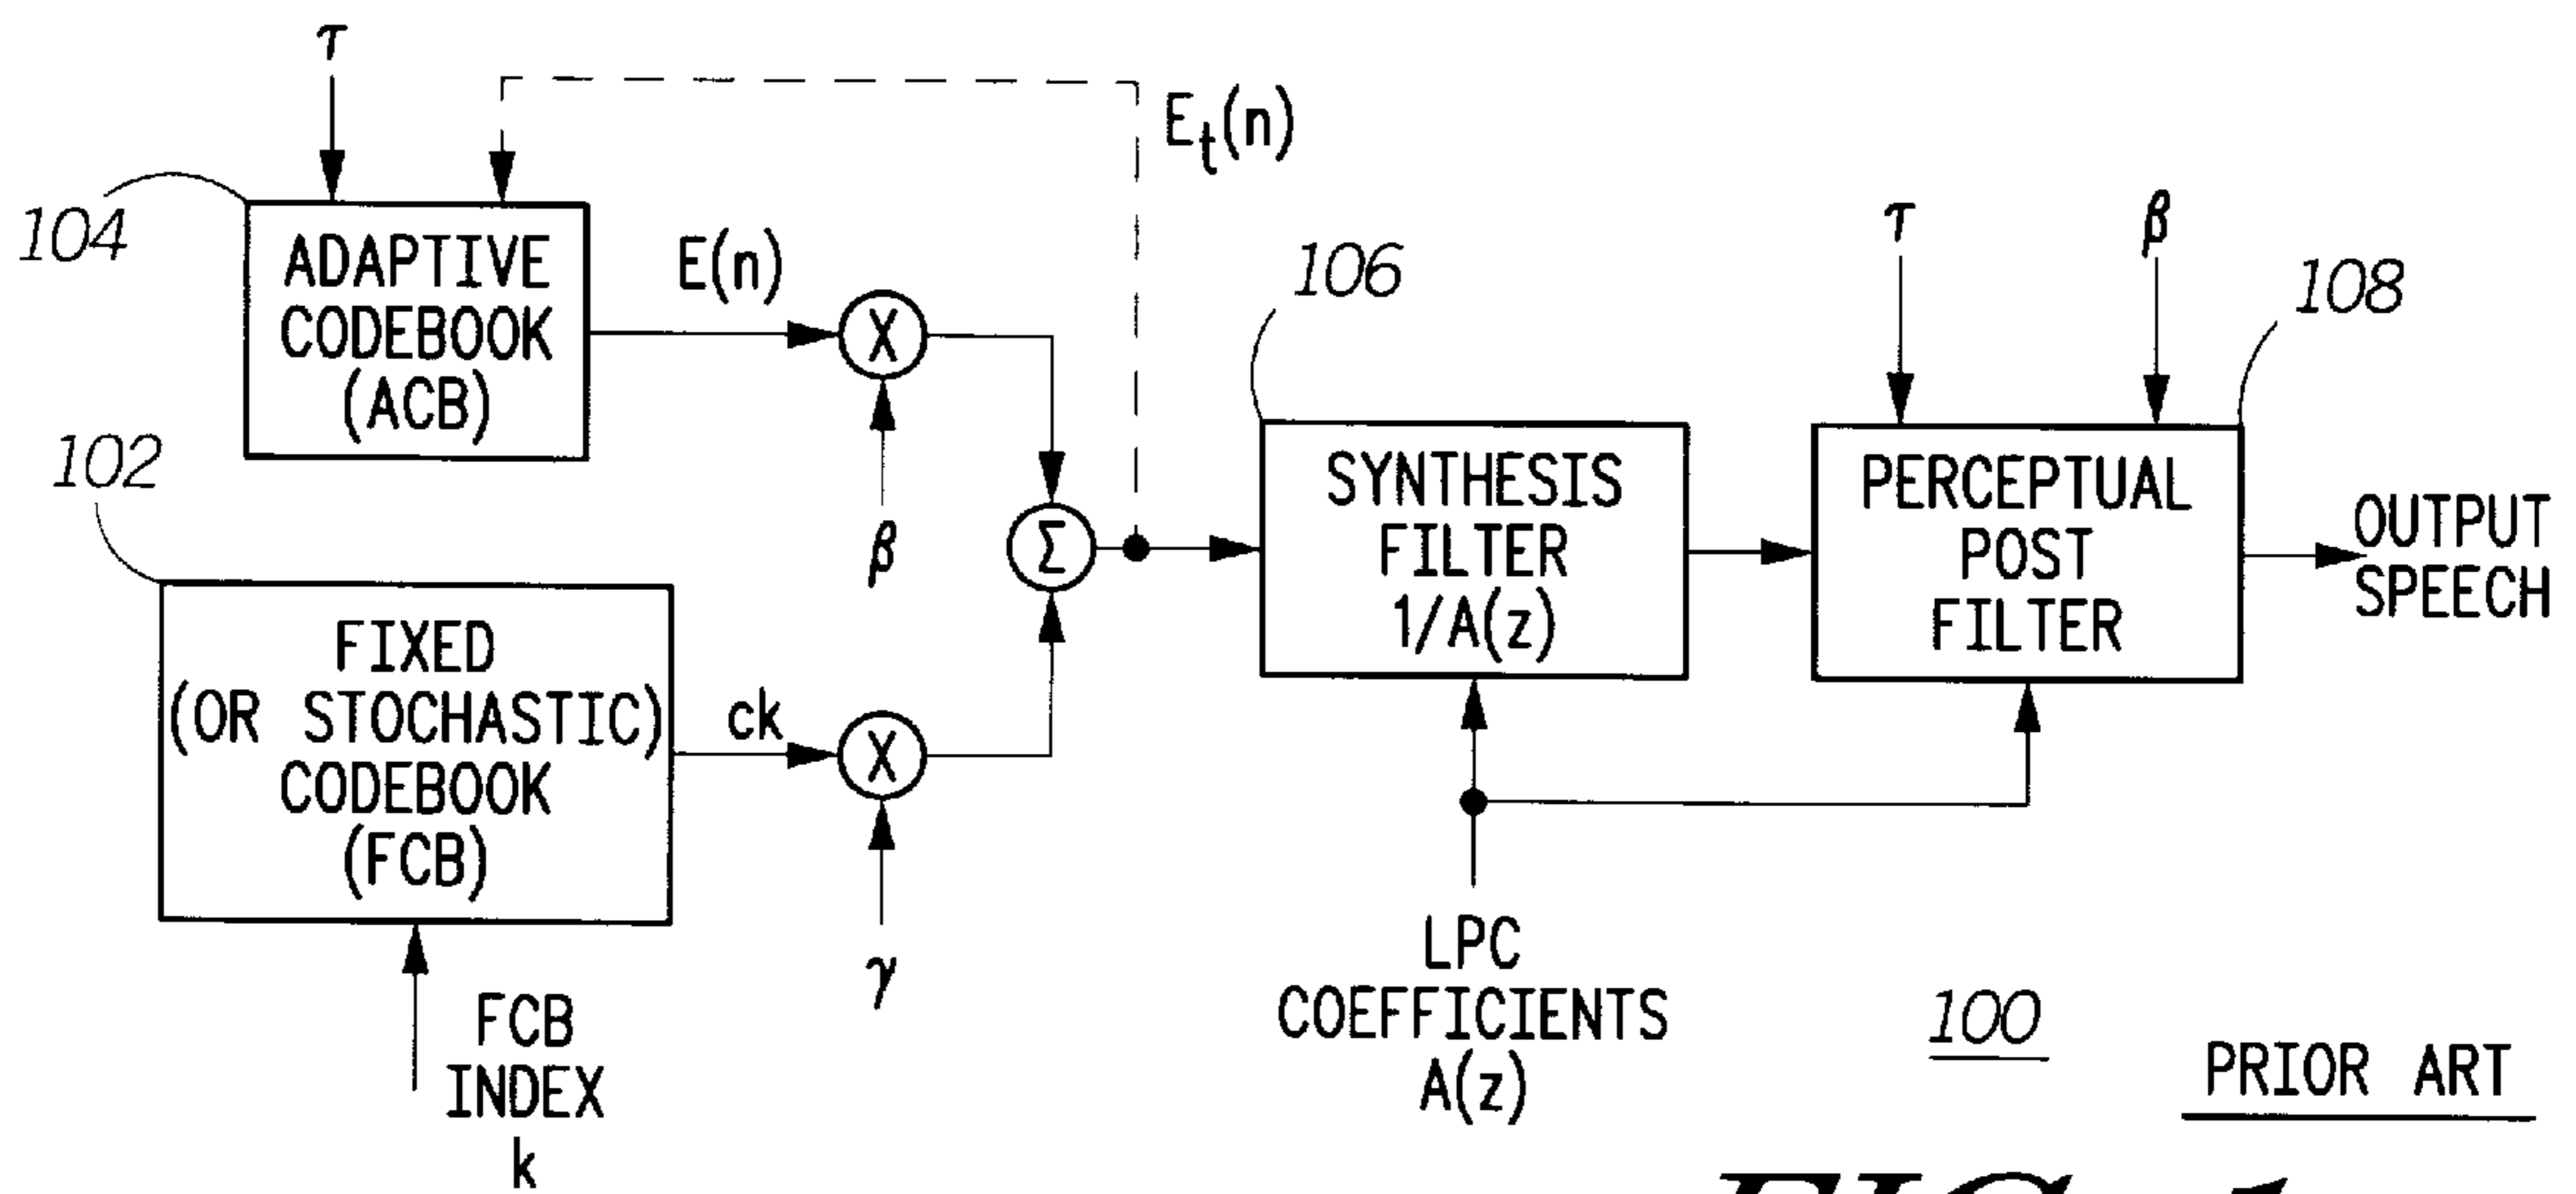 τ
E_t(n)
104
ADAPTIVE
CODEBOOK
(ACB)
E(n)
X
β
102
FIXED
(OR STOCHASTIC)
CODEBOOK
(FCB)
ck
X
γ
FCB
INDEX
k
Σ
106
SYNTHESIS
FILTER
1/A(z)
LPC
COEFFICIENTS
A(z)
τ
β
108
PERCEPTUAL
POST
FILTER
OUTPUT
SPEECH
100
PRIOR ART